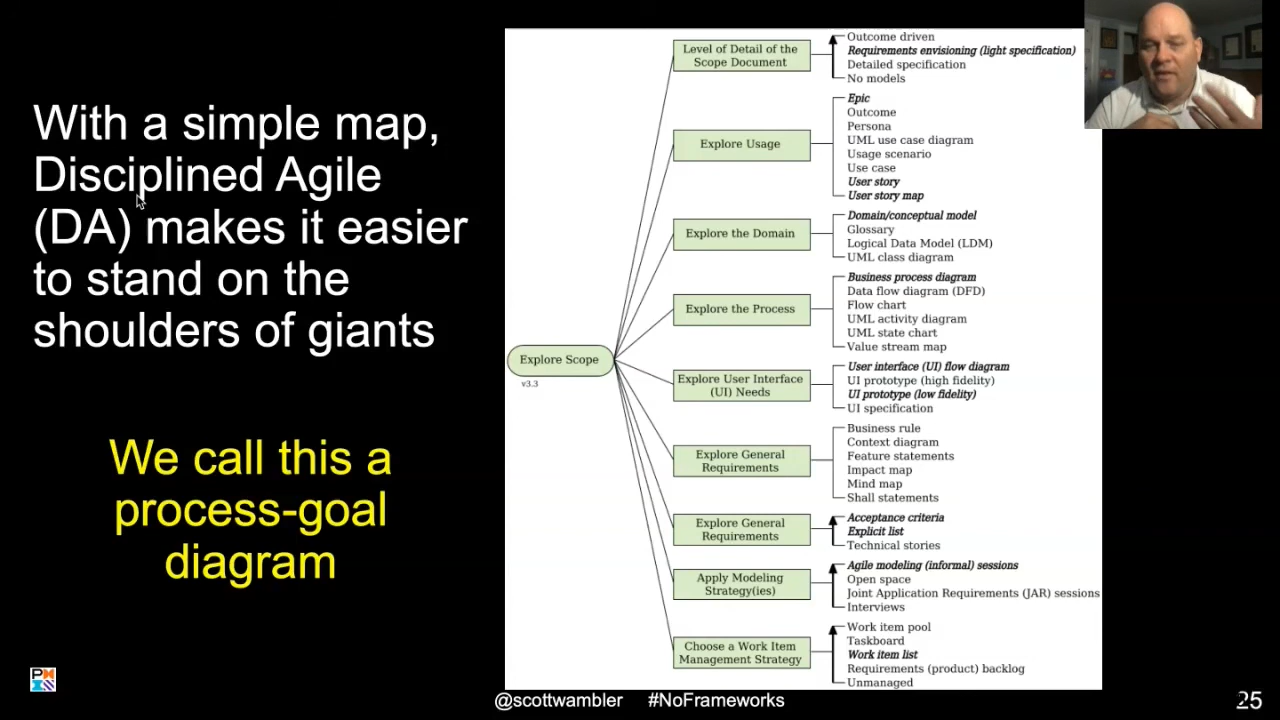 With a simple map,
Disciplined Agile
(DA) makes it easier
to stand on the
shoulders of giants
We call this a
process-goal
diagram
Explore Scope
v3.3
Level of Detail of the
Scope Document
Outcome driven
Requirements envisioning (light specification)
Detailed specification
No models
Explore Usage
Epic
Outcome
Persona
UML use case diagram
Usage scenario
Use case
User story
User story map
Explore the Domain
Domain/conceptual model
Glossary
Logical Data Model (LDM)
UML class diagram
Explore the Process
Business process diagram
Data flow diagram (DFD)
Flow chart
UML activity diagram
UML state chart
Value stream map
Explore User Interface
(UI) Needs
User interface (UI) flow diagram
UI prototype (high fidelity)
UI prototype (low fidelity)
UI specification
Explore General
Requirements
Business rule
Context diagram
Feature statements
Impact map
Mind map
Shall statements
Explore General
Requirements
Acceptance criteria
Explicit list
Technical stories
Apply Modeling
Strategy(ies)
Agile modeling (informal) sessions
Open space
Joint Application Requirements (JAR) sessions
Interviews
Choose a Work Item
Management Strategy
Work item pool
Taskboard
Work item list
Requirements (product) backlog
Unmanaged
@scottwambler #NoFrameworks
25